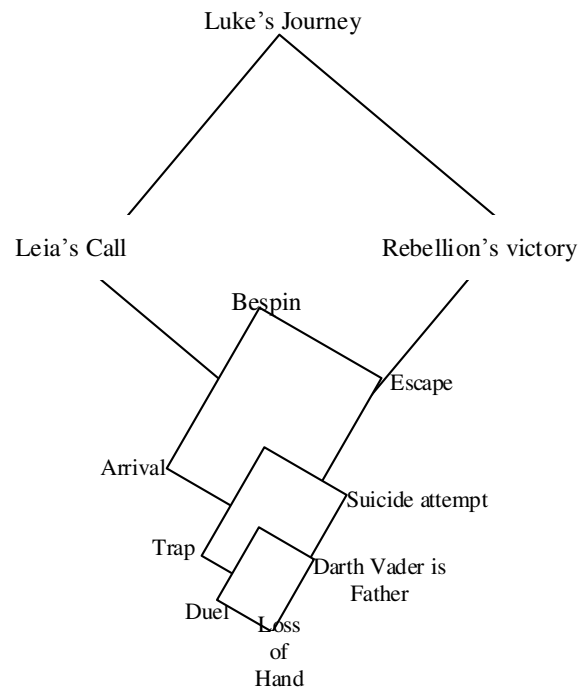 Luke's Journey
Leia's Call
Rebellion's victory
Bespin
Escape
Arrival
Suicide attempt
Trap
Darth Vader is
Father
Duel
Loss
of
Hand